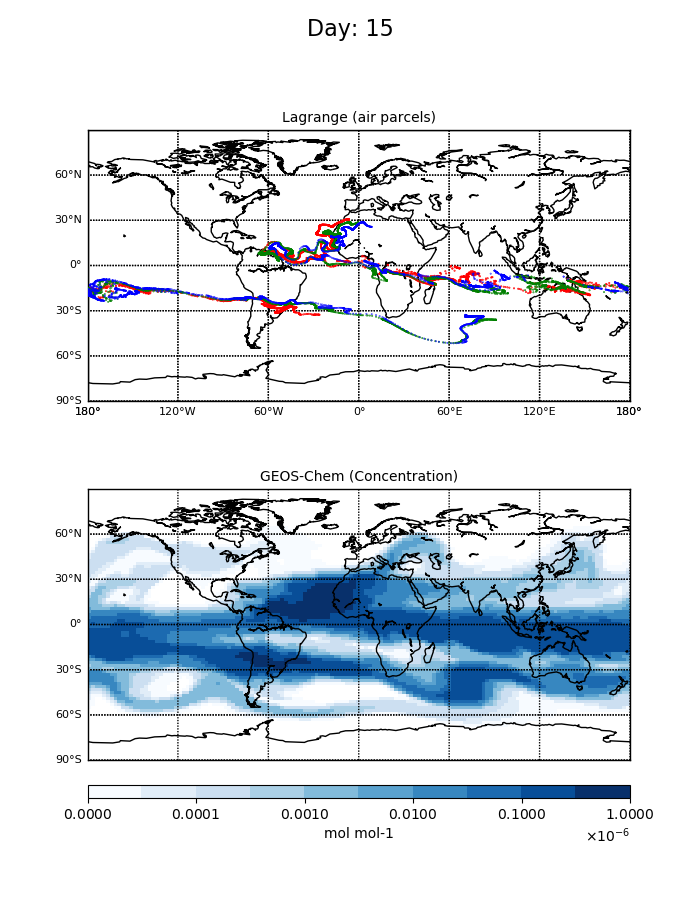 Day: 15
Lagrange (air parcels)
60°N
30°N
0°
30°S
60°S
90°S
180° 120°W 60°W 0° 60°E 120°E 180°
GEOS-Chem (Concentration)
60°N
30°N
0°
30°S
60°S
90°S
0.0000 0.0001 0.0010 0.0100 0.1000 1.0000
mol mol-1 ×10⁻⁶